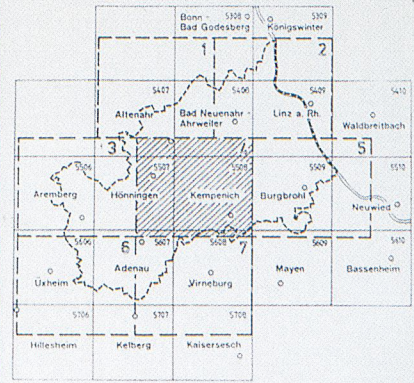 Bonn - 5308 5309
Bad Godesberg Königswinter
1 2
5407 5408 5409 5410
Altenahr Bad Neuenahr- Linz a. Rh.
Ahrweiler Waldbreitbach
3 4 5
5506 5507 5508 5509 5510
Aremberg Hönningen Kempenich Burgbrohl
Neuwied
5606 6 5607 5608 7 5609 5610
Üxheim Adenau Virneburg Mayen Bassenheim
5706 5707 5708
Hillesheim Kelberg Kaisersesch